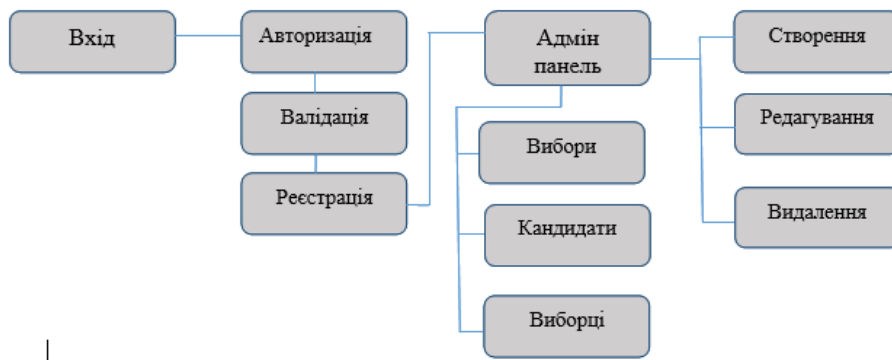 Вхід
Авторизація
Валідація
Реєстрація
Адмін
панель
Вибори
Кандидати
Виборці
Створення
Редагування
Видалення